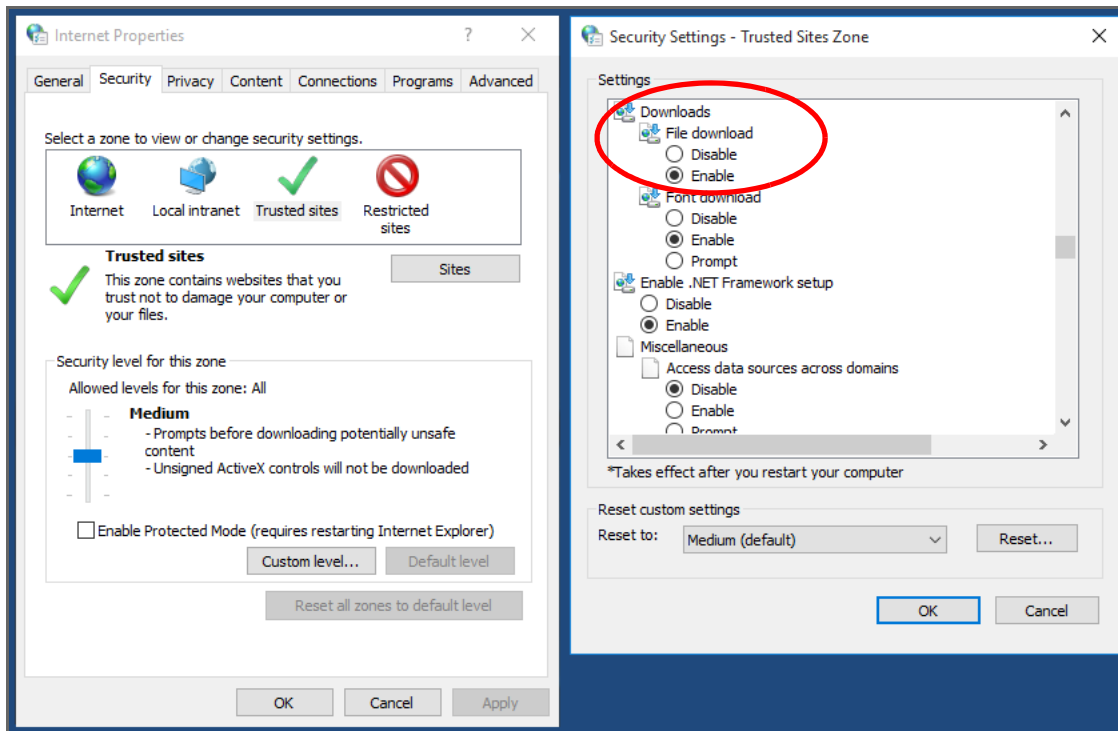 Internet Properties
?
General Security Privacy Content Connections Programs Advanced
Select a zone to view or change security settings.
Internet Local intranet Trusted sites Restricted
sites
Trusted sites
Sites
This zone contains websites that you
trust not to damage your computer or
your files.
Security level for this zone
Allowed levels for this zone: All
Medium
- Prompts before downloading potentially unsafe
content
- Unsigned ActiveX controls will not be downloaded
Enable Protected Mode (requires restarting Internet Explorer)
Custom level... Default level
Reset all zones to default level
OK Cancel Apply
Security Settings - Trusted Sites Zone
Settings
Downloads
File download
Disable
Enable
Font download
Disable
Enable
Prompt
Enable .NET Framework setup
Disable
Enable
Miscellaneous
Access data sources across domains
Disable
Enable
Prompt
*Takes effect after you restart your computer
Reset custom settings
Reset to: Medium (default) Reset...
OK Cancel